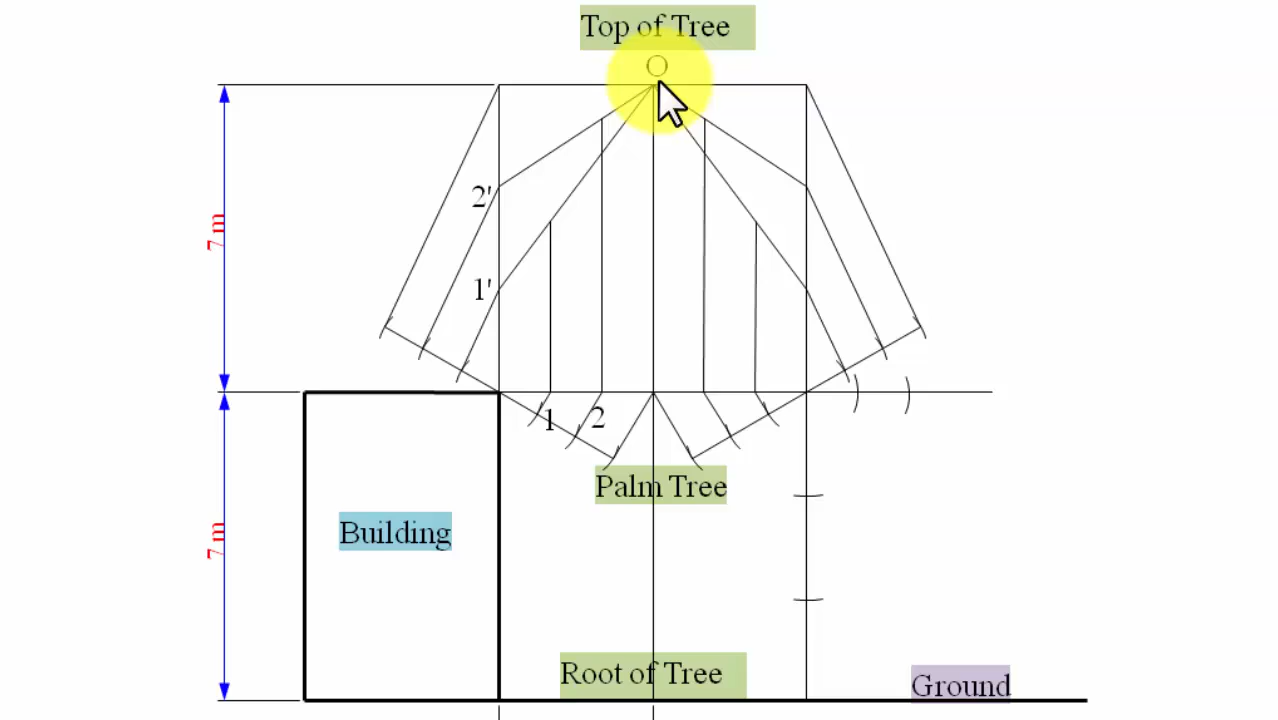 Top of Tree
O
2'
7 m
1'
1
2
Palm Tree
Building
7 m
Root of Tree
Ground